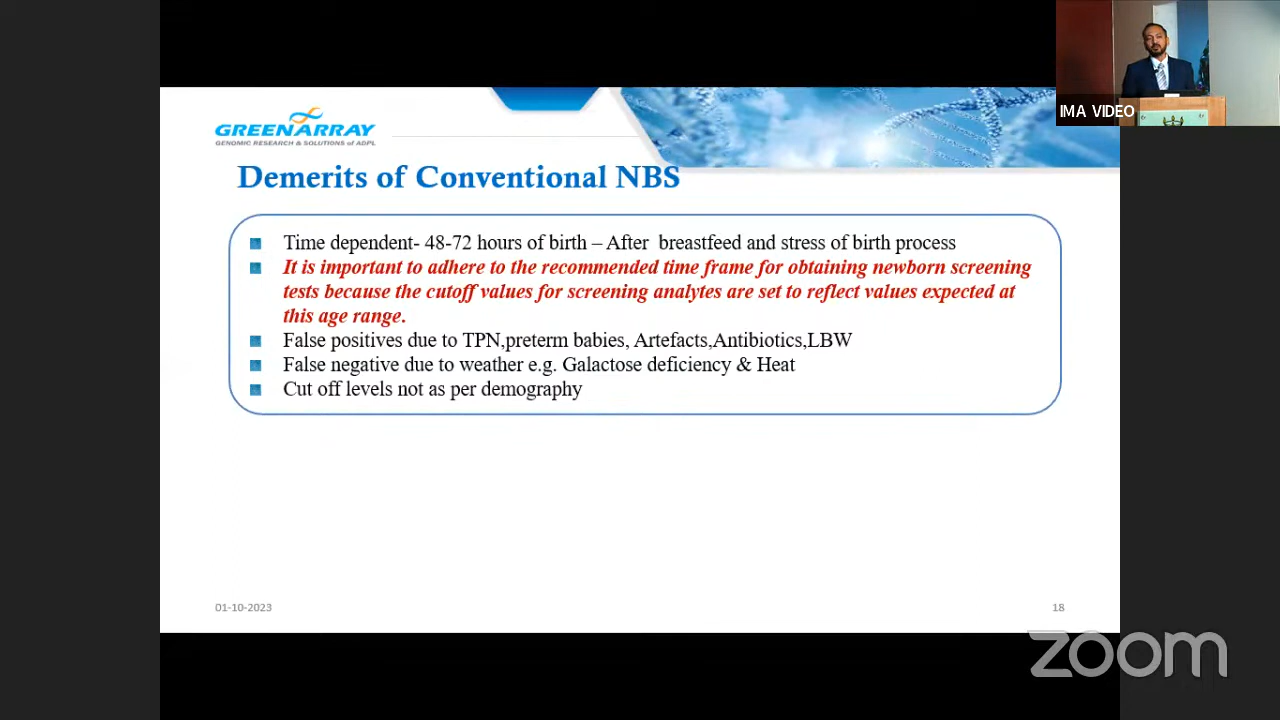 IMA VIDEO
GREENARRAY
GENOMIC RESEARCH & SOLUTIONS of ADPL
Demerits of Conventional NBS
Time dependent- 48-72 hours of birth – After breastfeed and stress of birth process
It is important to adhere to the recommended time frame for obtaining newborn screening
tests because the cutoff values for screening analytes are set to reflect values expected at
this age range.
False positives due to TPN,preterm babies, Artefacts,Antibiotics,LBW
False negative due to weather e.g. Galactose deficiency & Heat
Cut off levels not as per demography
01-10-2023
18
zoom